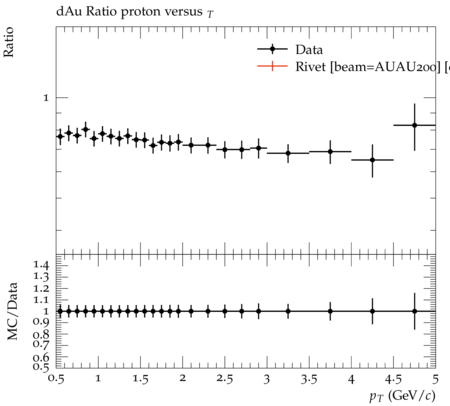 dAu Ratio proton versus T
Ratio
Data
Rivet [beam=AUAU200]
1
MC/Data
1.4
1.3
1.2
1.1
1
0.9
0.8
0.7
0.6
0.5
0.5 1 1.5 2 2.5 3 3.5 4 4.5 5
pT (GeV/c)